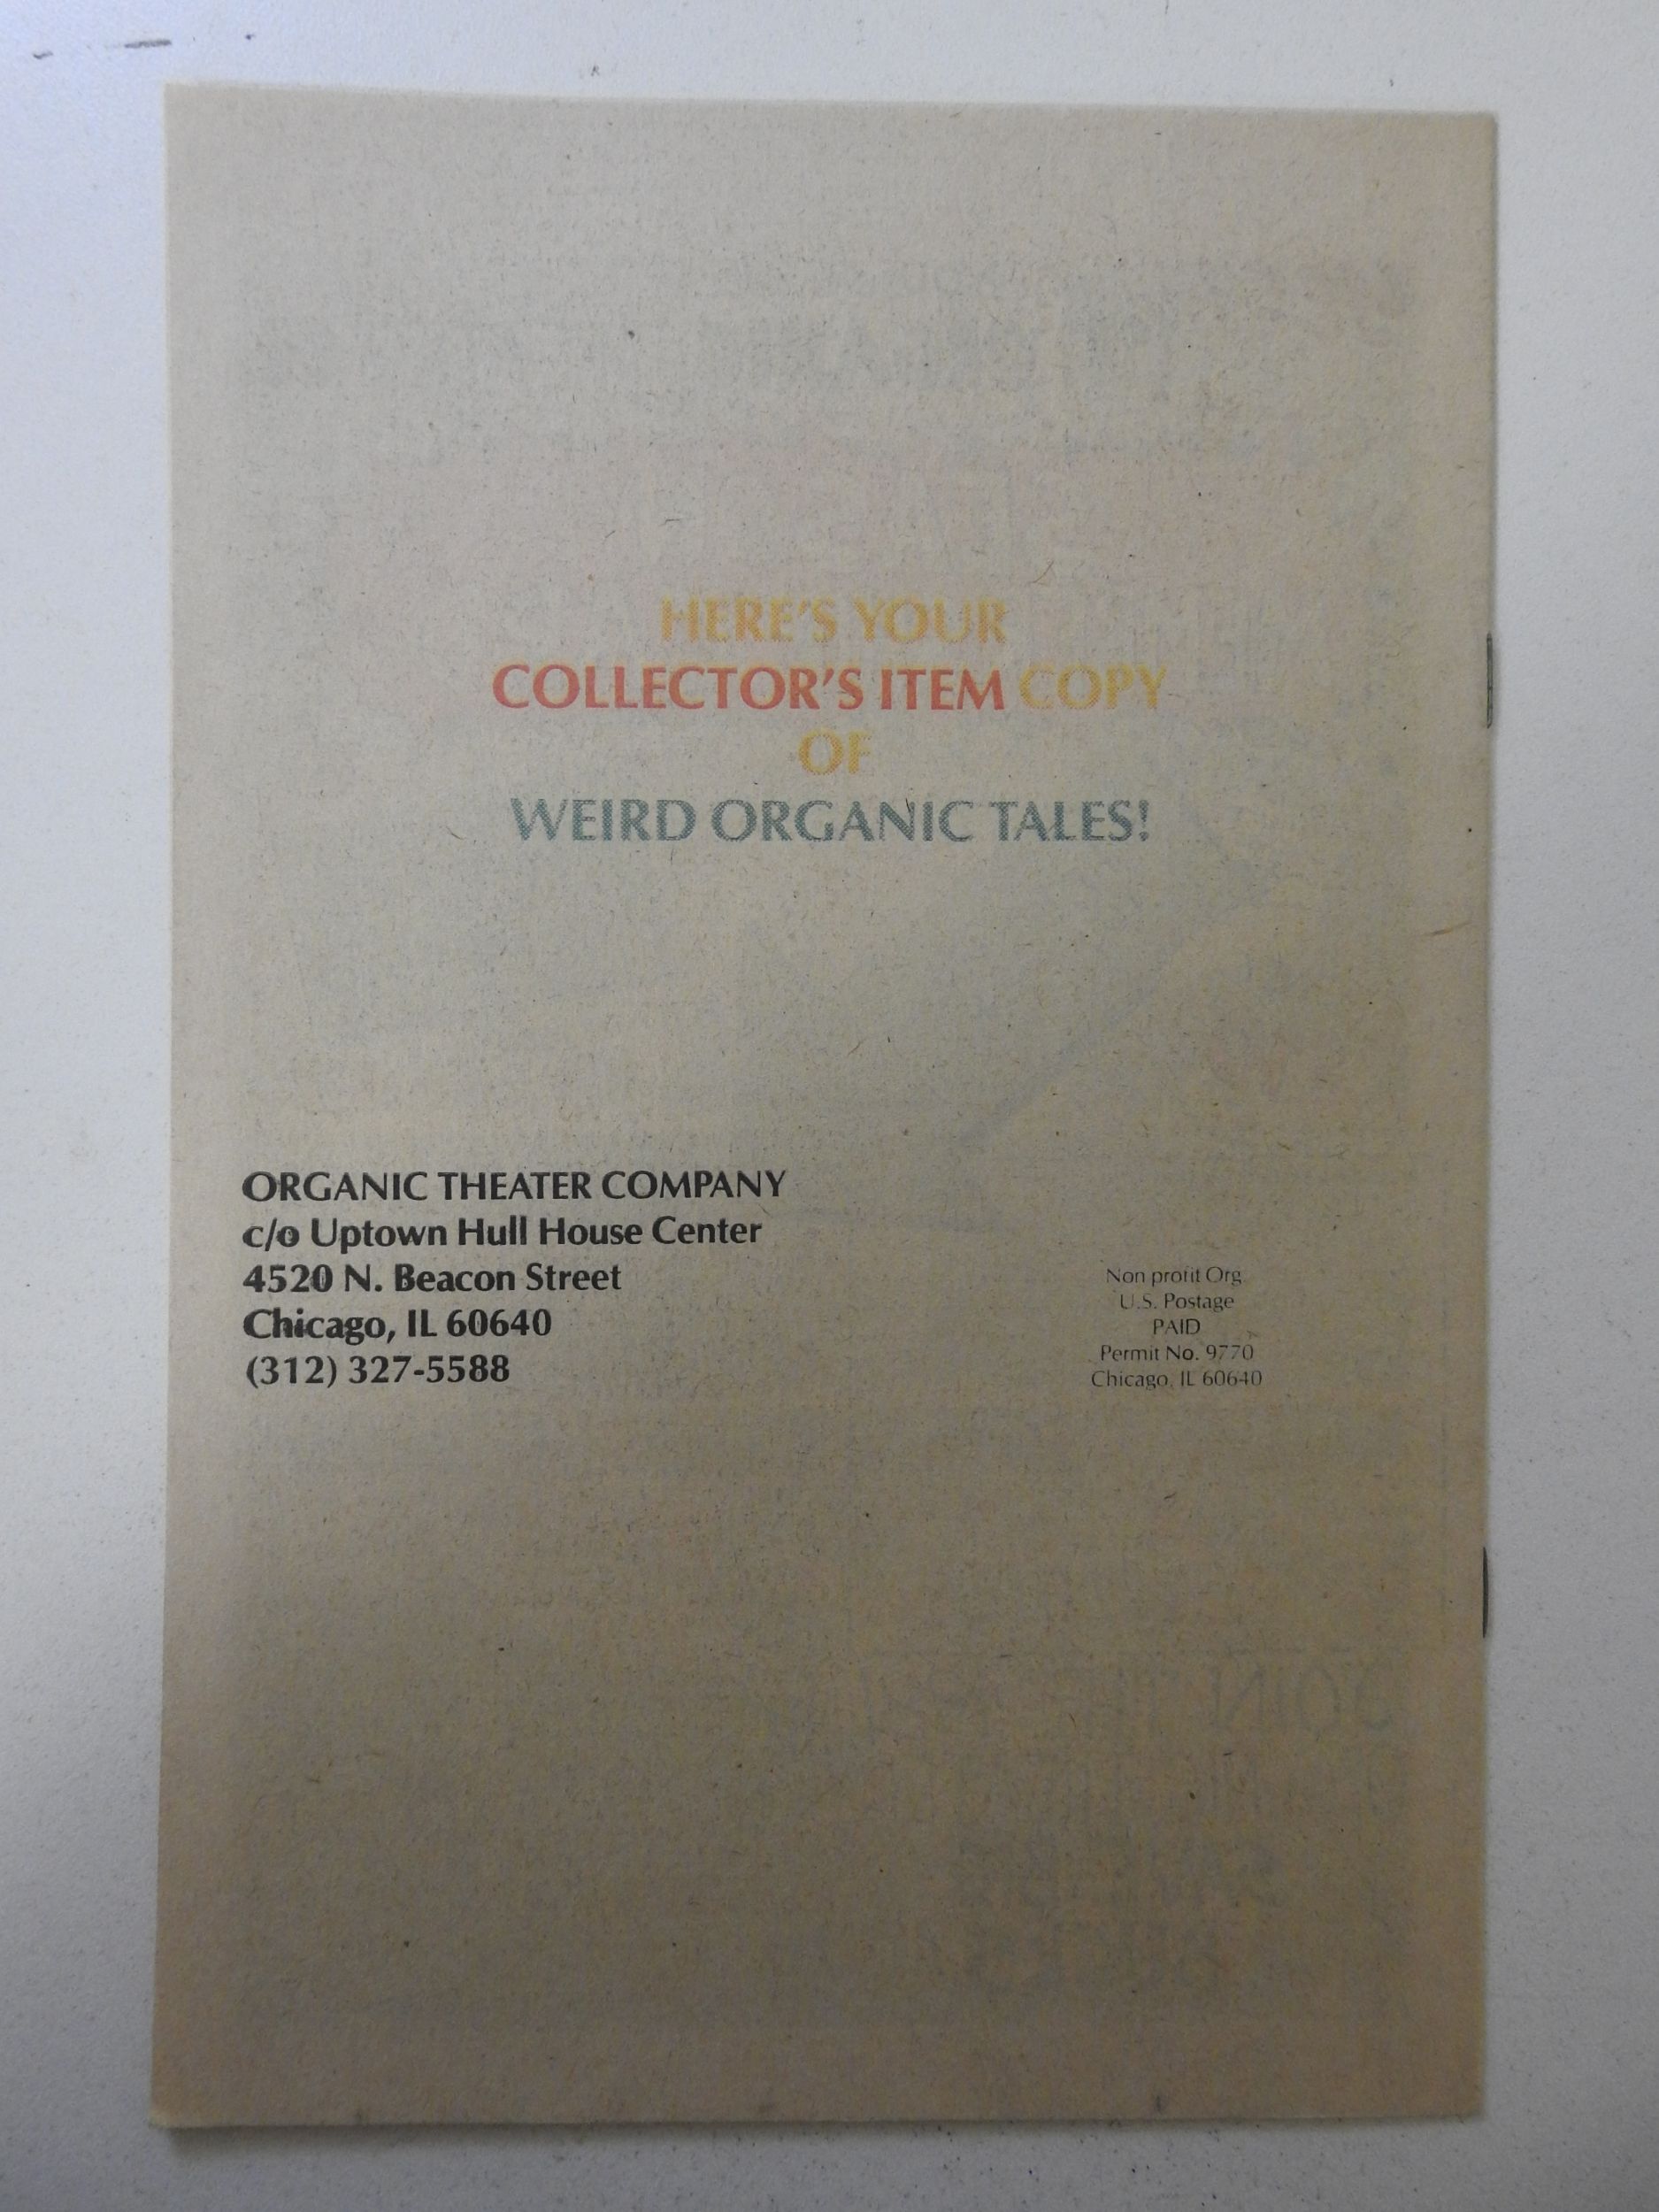 HERE'S YOUR
COLLECTOR'S ITEM COPY
OF
WEIRD ORGANIC TALES!
ORGANIC THEATER COMPANY
c/o Uptown Hull House Center
4520 N. Beacon Street
Chicago, IL 60640
(312) 327-5588
Non profit Org.
U.S. Postage
PAID
Permit No. 9770
Chicago, IL 60640